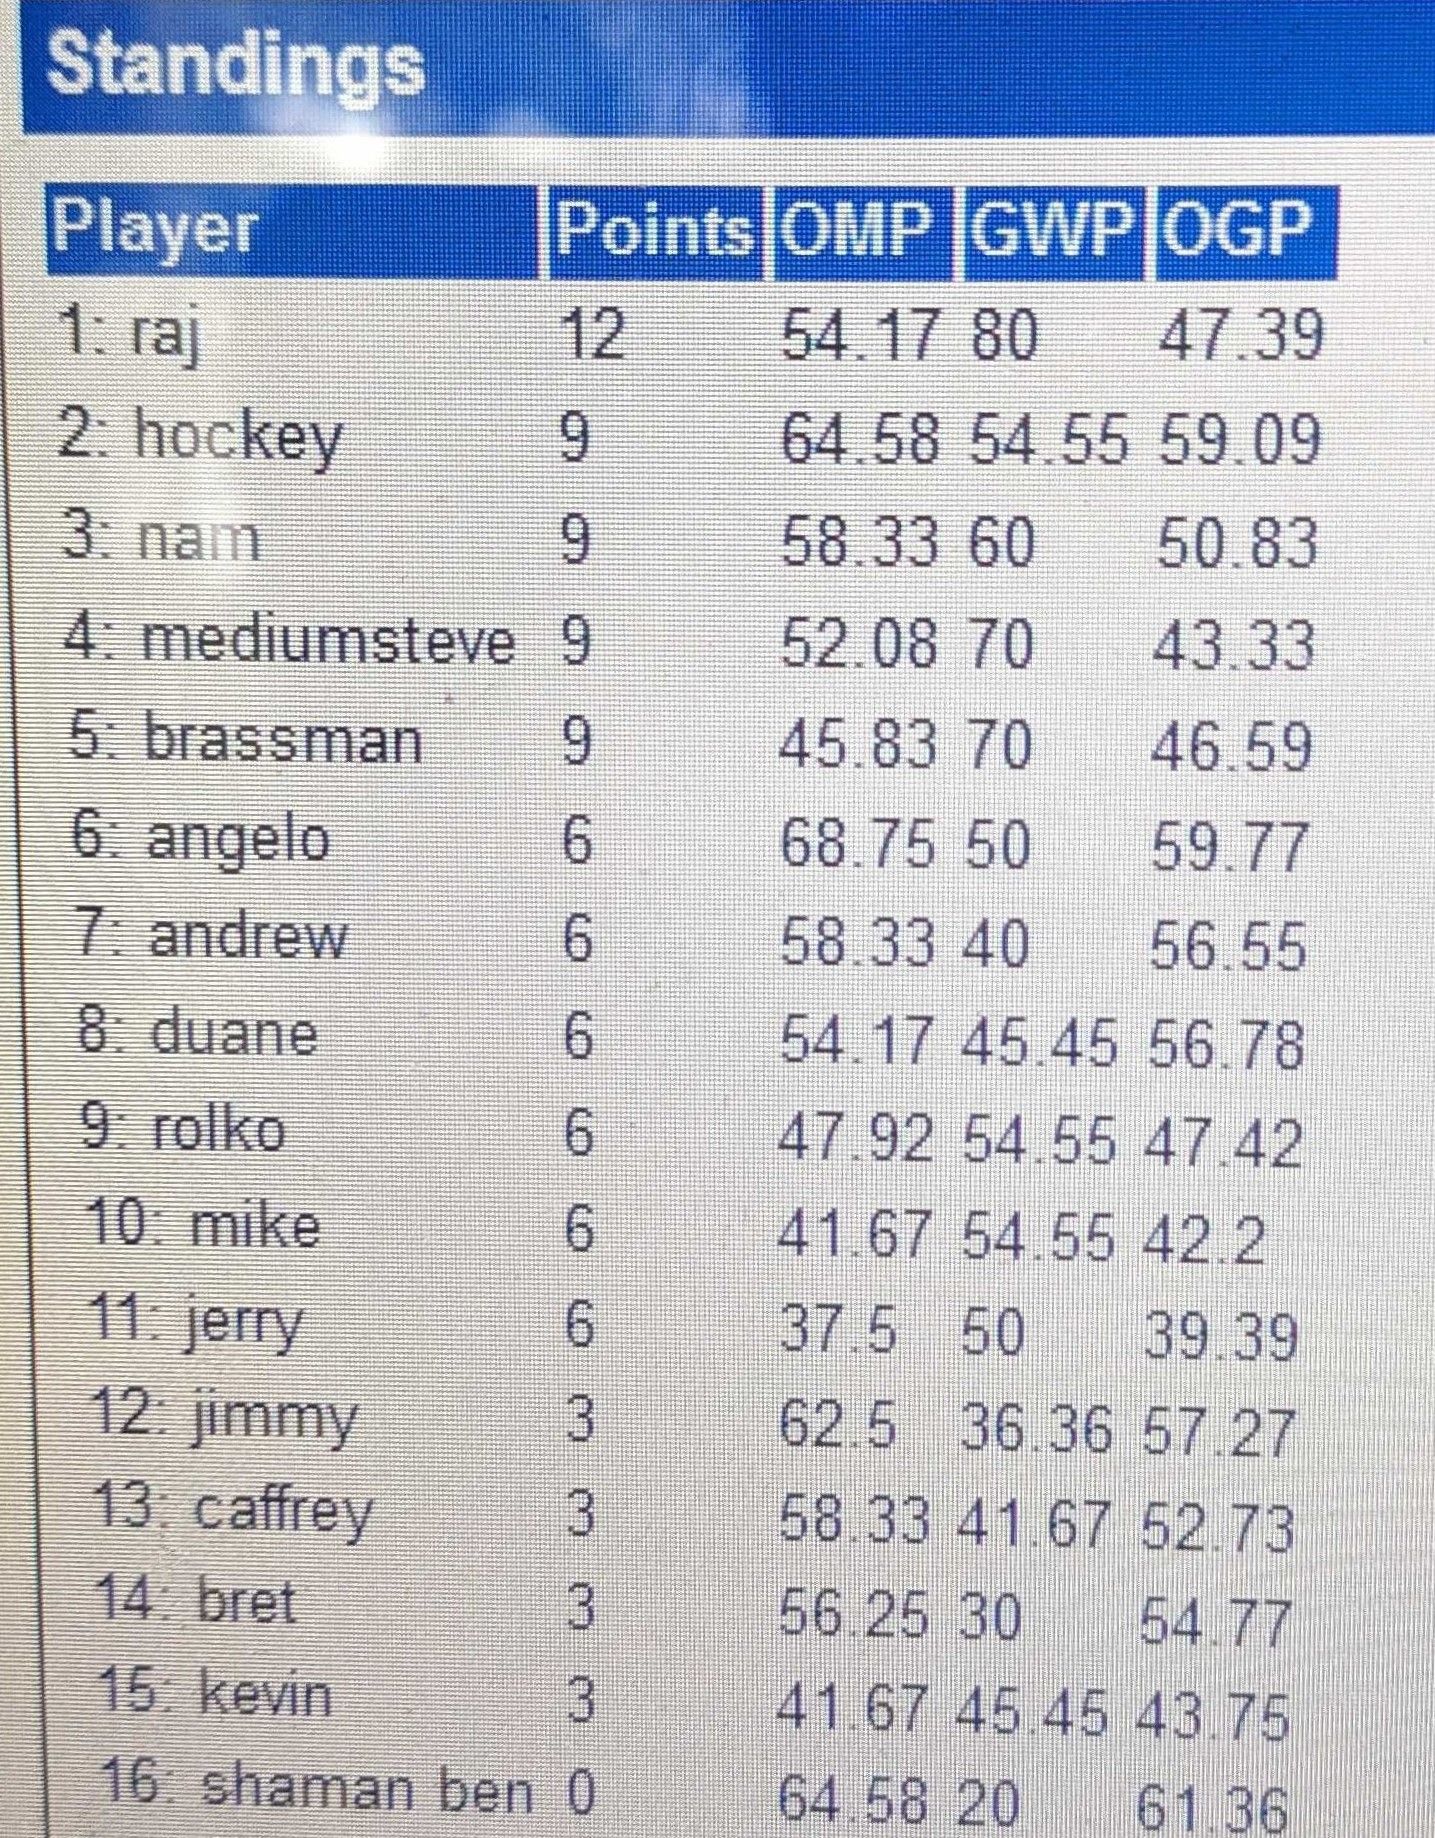 Standings
Player Points OMP GWP OGP
1: raj 12 54.17 80 47.39
2: hockey 9 64.58 54.55 59.09
3: nam 9 58.33 60 50.83
4: mediumsteve 9 52.08 70 43.33
5: brassman 9 45.83 70 46.59
6: angelo 6 68.75 50 59.77
7: andrew 6 58.33 40 56.55
8: duane 6 54.17 45.45 56.78
9: rolko 6 47.92 54.55 47.42
10: mike 6 41.67 54.55 42.2
11: jerry 6 37.5 50 39.39
12: jimmy 3 62.5 36.36 57.27
13: caffrey 3 58.33 41.67 52.73
14: bret 3 56.25 30 54.77
15: kevin 3 41.67 45.45 43.75
16: shaman ben 0 64.58 20 61.36